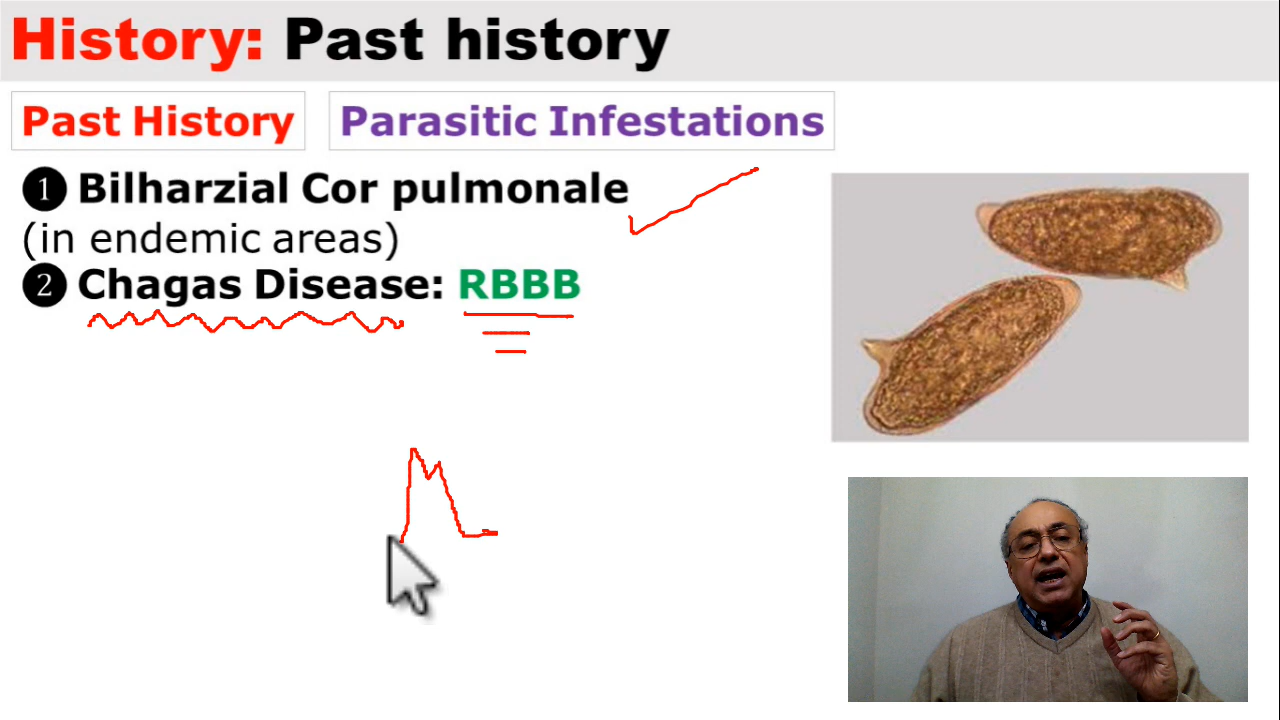 History: Past history
Past History Parasitic Infestations
❶ Bilharzial Cor pulmonale
(in endemic areas)
❷ Chagas Disease: RBBB